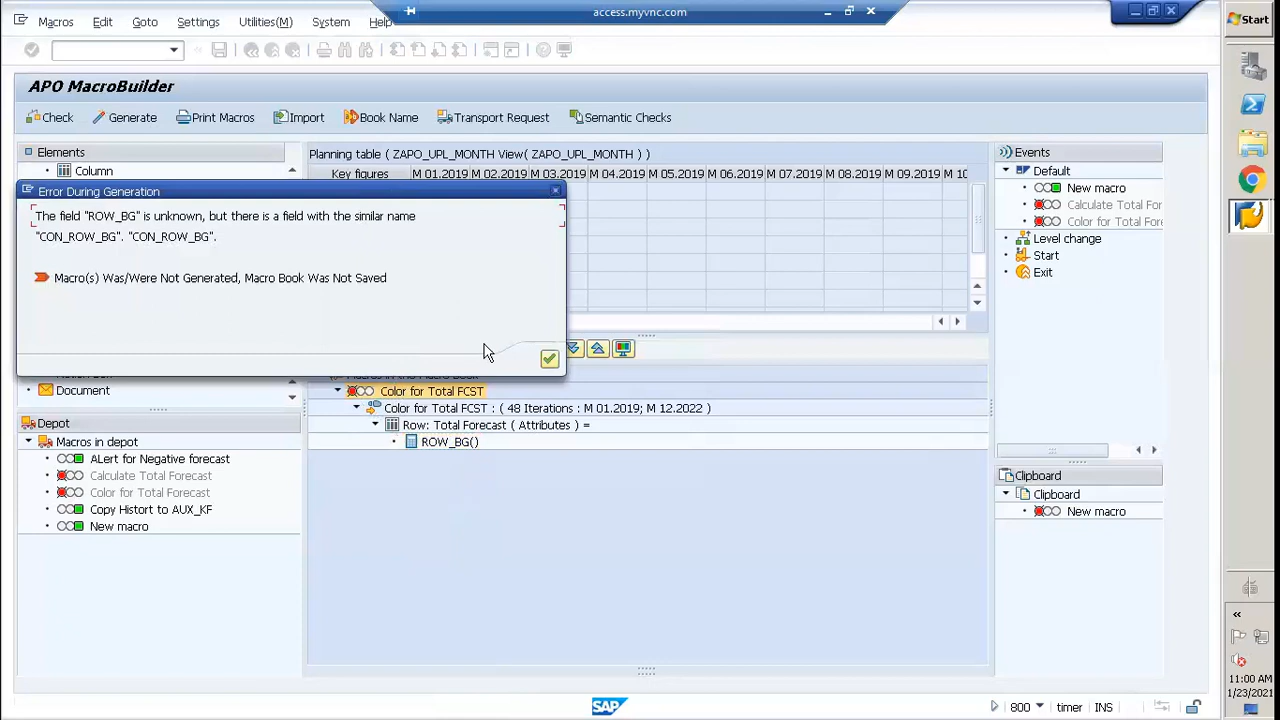 access.myvnc.com
Macros Edit Goto Settings Utilities(M) System Help
Start
APO MacroBuilder
Check Generate Print Macros Import Book Name Transport Request Semantic Checks
Elements
Column
Planning table ( ZAPO_UPL_MONTH View( ZAPO_UPL_MONTH ) )
Key figures M 01.2019 M 02.2019 M 03.2019 M 04.2019 M 05.2019 M 06.2019 M 07.2019 M 08.2019 M 09.2019 M 10
Events
Default
New macro
Calculate Total For
Color for Total For
Level change
Start
Exit
Error During Generation
The field "ROW_BG" is unknown, but there is a field with the similar name
"CON_ROW_BG". "CON_ROW_BG".
Macro(s) Was/Were Not Generated, Macro Book Was Not Saved
Document
Depot
Macros in depot
ALert for Negative forecast
Calculate Total Forecast
Color for Total Forecast
Copy Histort to AUX_KF
New macro
Color for Total FCST
Color for Total FCST : ( 48 Iterations : M 01.2019; M 12.2022 )
Row: Total Forecast ( Attributes ) =
ROW_BG()
Clipboard
Clipboard
New macro
SAP
800 timer INS
11:00 AM
1/23/2021